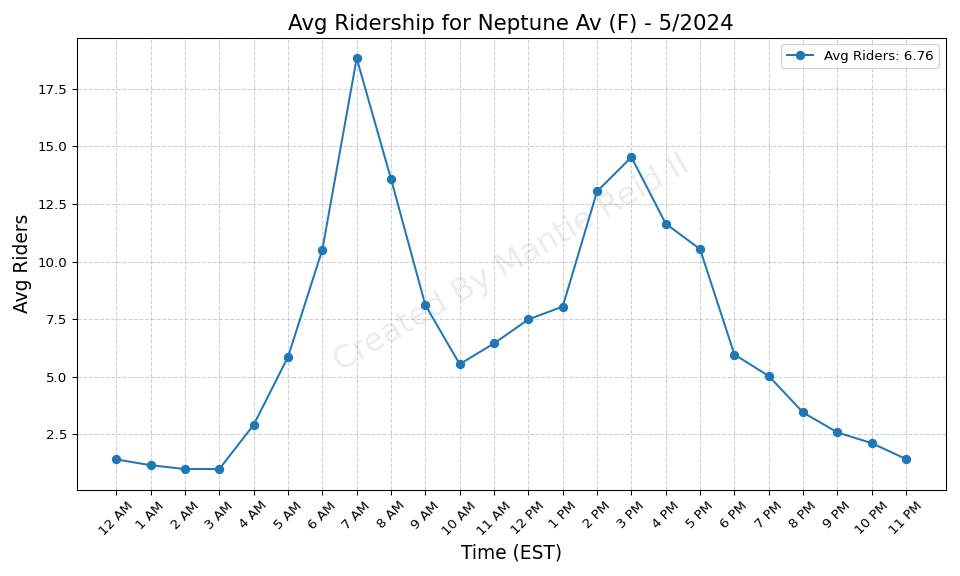 Avg Ridership for Neptune Av (F) - 5/2024
Avg Riders: 6.76
Avg Riders
17.5
15.0
12.5
10.0
7.5
5.0
2.5
Created By Mantie Reid II
12 AM 1 AM 2 AM 3 AM 4 AM 5 AM 6 AM 7 AM 8 AM 9 AM 10 AM 11 AM 12 PM 1 PM 2 PM 3 PM 4 PM 5 PM 6 PM 7 PM 8 PM 9 PM 10 PM 11 PM
Time (EST)